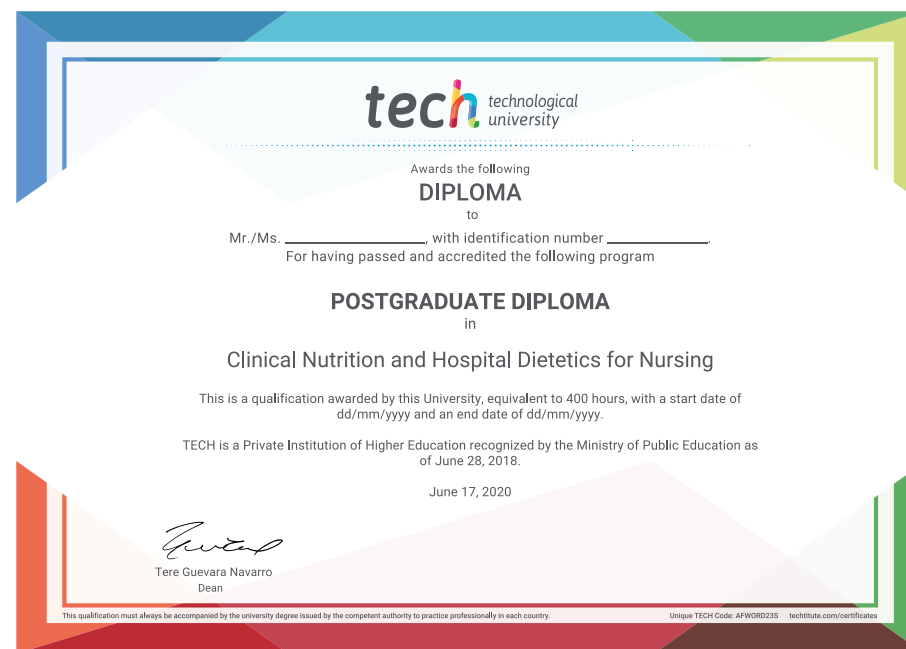 tech technological
university
Awards the following
DIPLOMA
to
Mr./Ms. ____________________, with identification number ______________.
For having passed and accredited the following program
POSTGRADUATE DIPLOMA
in
Clinical Nutrition and Hospital Dietetics for Nursing
This is a qualification awarded by this University, equivalent to 400 hours, with a start date of
dd/mm/yyyy and an end date of dd/mm/yyyy.
TECH is a Private Institution of Higher Education recognized by the Ministry of Public Education as
of June 28, 2018.
June 17, 2020
Tere Guevara Navarro
Dean
This qualification must always be accompanied by the university degree issued by the competent authority to practice professionally in each country. Unique TECH Code: AFWORD23S techtitute.com/certificates